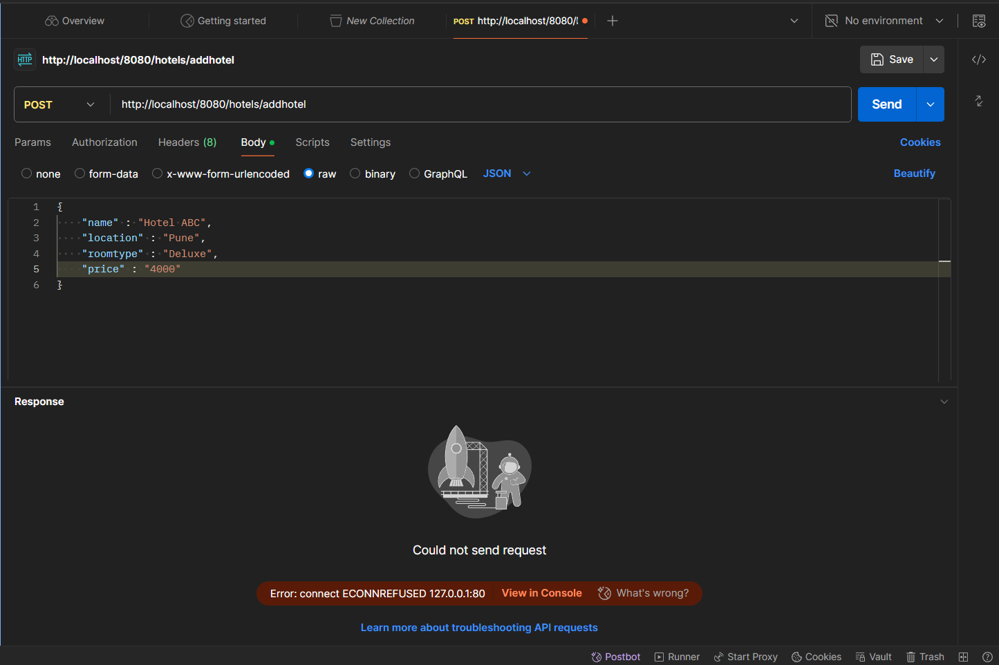 Overview
Getting started
New Collection
POST http://localhost/8080/
No environment
HTTP http://localhost/8080/hotels/addhotel
Save
POST
http://localhost/8080/hotels/addhotel
Send
Params
Authorization
Headers (8)
Body
Scripts
Settings
Cookies
none
form-data
x-www-form-urlencoded
raw
binary
GraphQL
JSON
Beautify
1 {
2 "name" : "Hotel ABC",
3 "location" : "Pune",
4 "roomtype" : "Deluxe",
5 "price" : "4000"
6 }
Response
Could not send request
Error: connect ECONNREFUSED 127.0.0.1:80
View in Console
What's wrong?
Learn more about troubleshooting API requests
Postbot
Runner
Start Proxy
Cookies
Vault
Trash